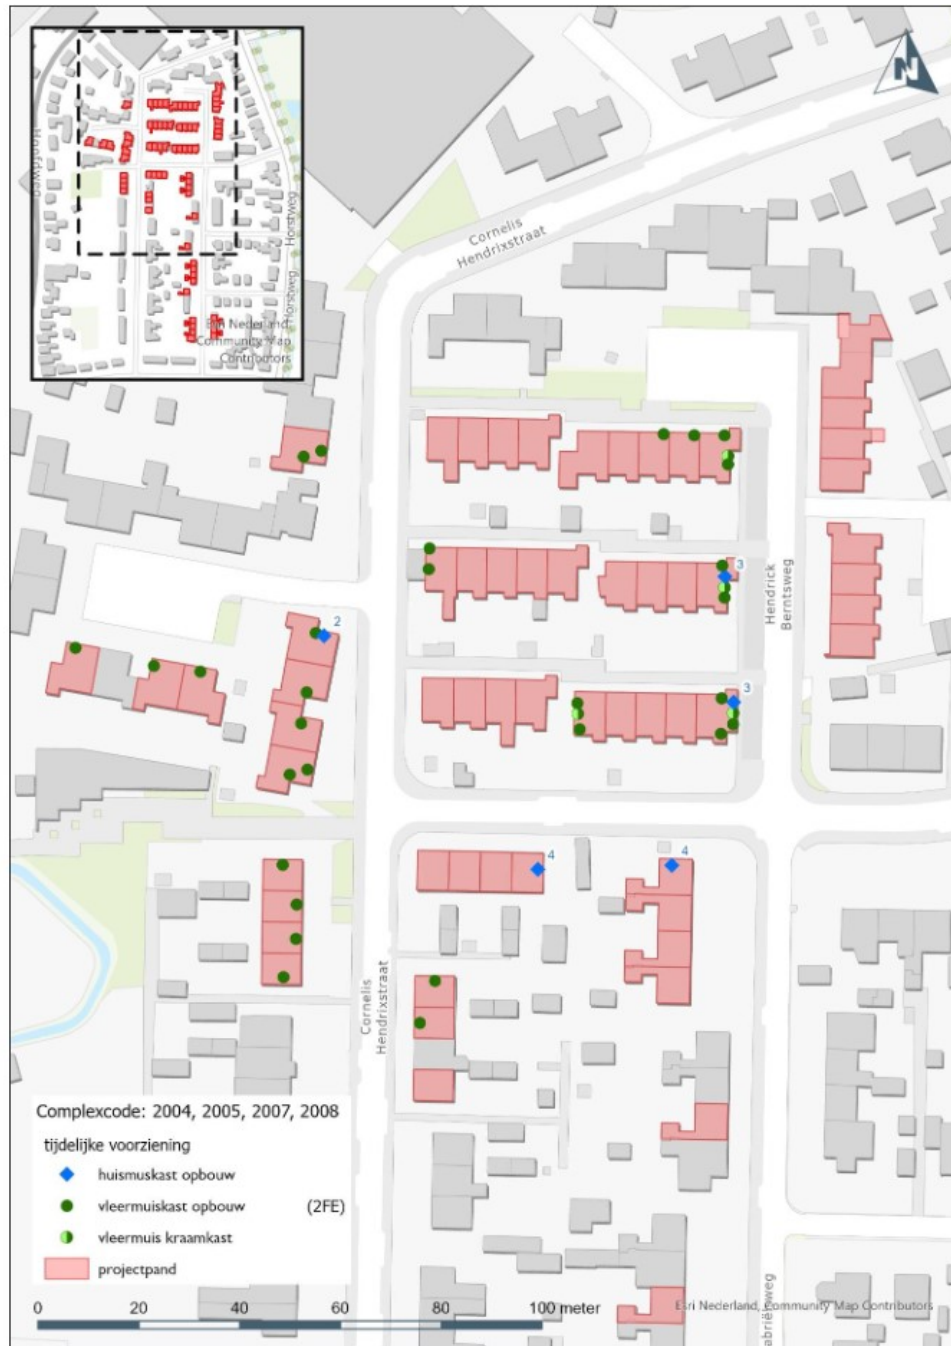 Hoofdweg
Horstweg
Horstweg
Esri Nederland,
Community Map
Contributors
N
Cornelis
Hendrixstraat
3
Hendrick
Berntsweg
2
3
4
4
Cornelis
Hendrixstraat
Complexcode: 2004, 2005, 2007, 2008
tijdelijke voorziening
huismuskast opbouw
vleermuiskast opbouw (2FE)
vleermuis kraamkast
projectpand
0 20 40 60 80 100 meter
Esri Nederland, Community Map Contributors